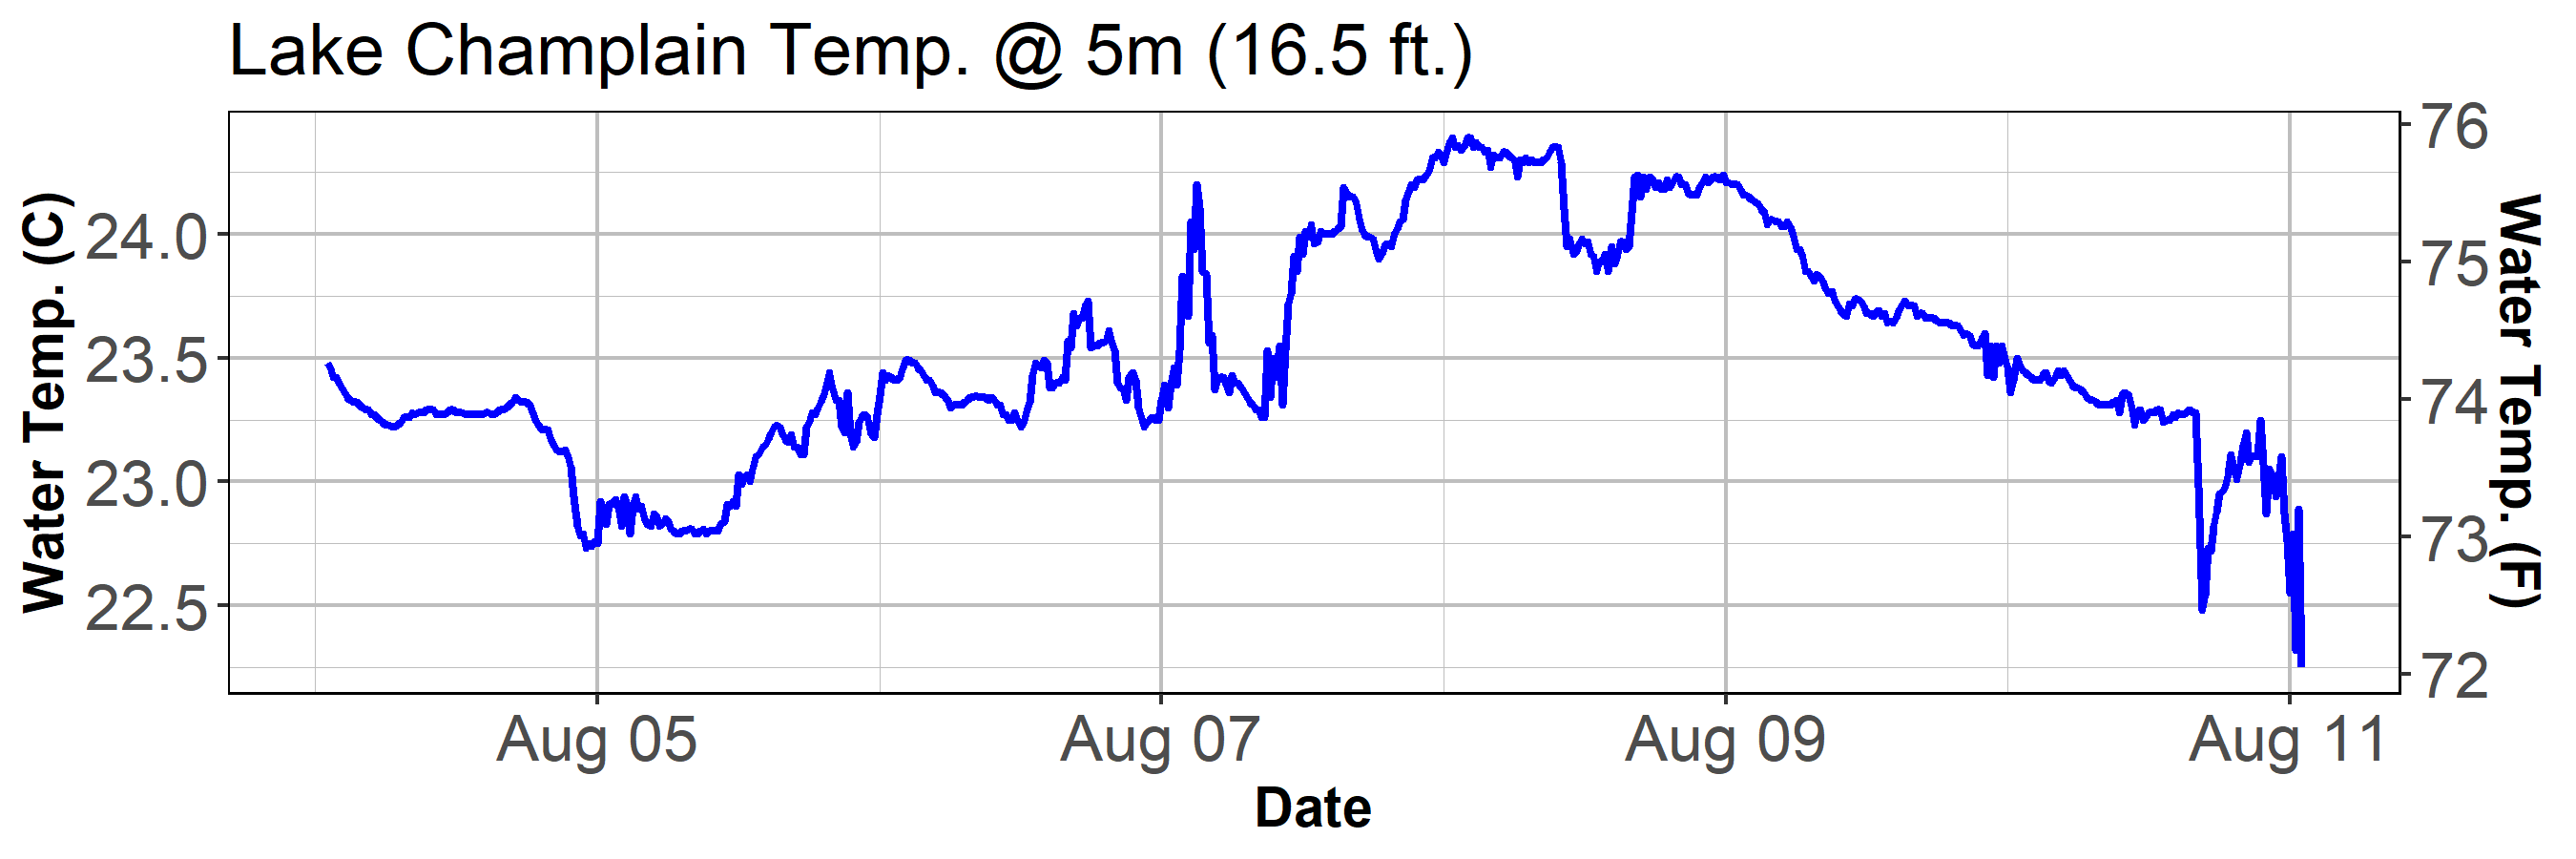 Lake Champlain Temp. @ 5m (16.5 ft.)
Water Temp. (C)
24.0
23.5
23.0
22.5
76
75
74
73
72
Water Temp. (F)
Aug 05 Aug 07 Aug 09 Aug 11
Date